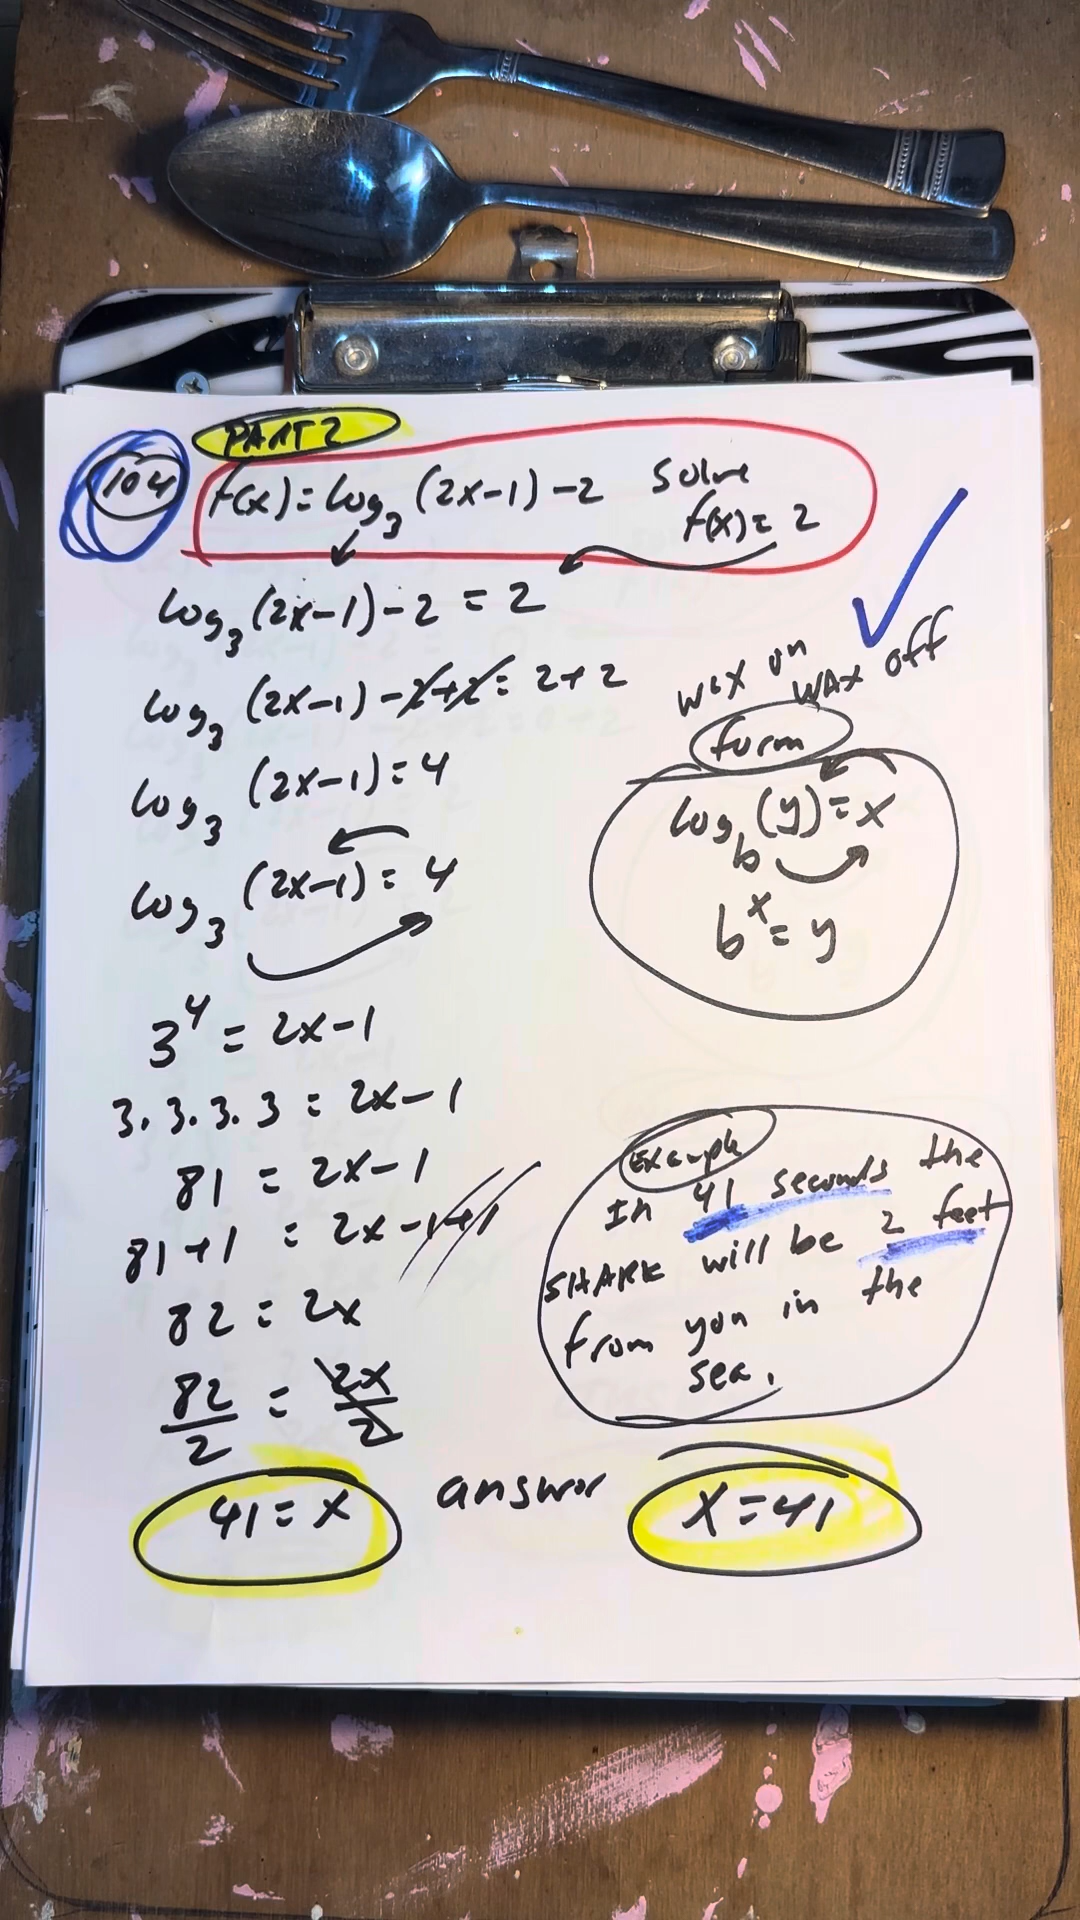 PART 2
104
f(x) = log₃ (2x-1) - 2 solve
f(x) = 2
log₃ (2x-1) - 2 = 2
log₃ (2x-1) - 2 + 2 = 2 + 2
log₃ (2x-1) = 4
log₃ (2x-1) = 4
3⁴ = 2x-1
3.3.3.3 = 2x-1
81 = 2x-1
81+1 = 2x-1+1
82 = 2x
82/2 = 2x/2
41 = x
answer
x = 41
wax on
wax off
form
log_b (y) = x
b^x = y
Example
In 41 seconds the
SHARK will be 2 feet
from you in the
sea.